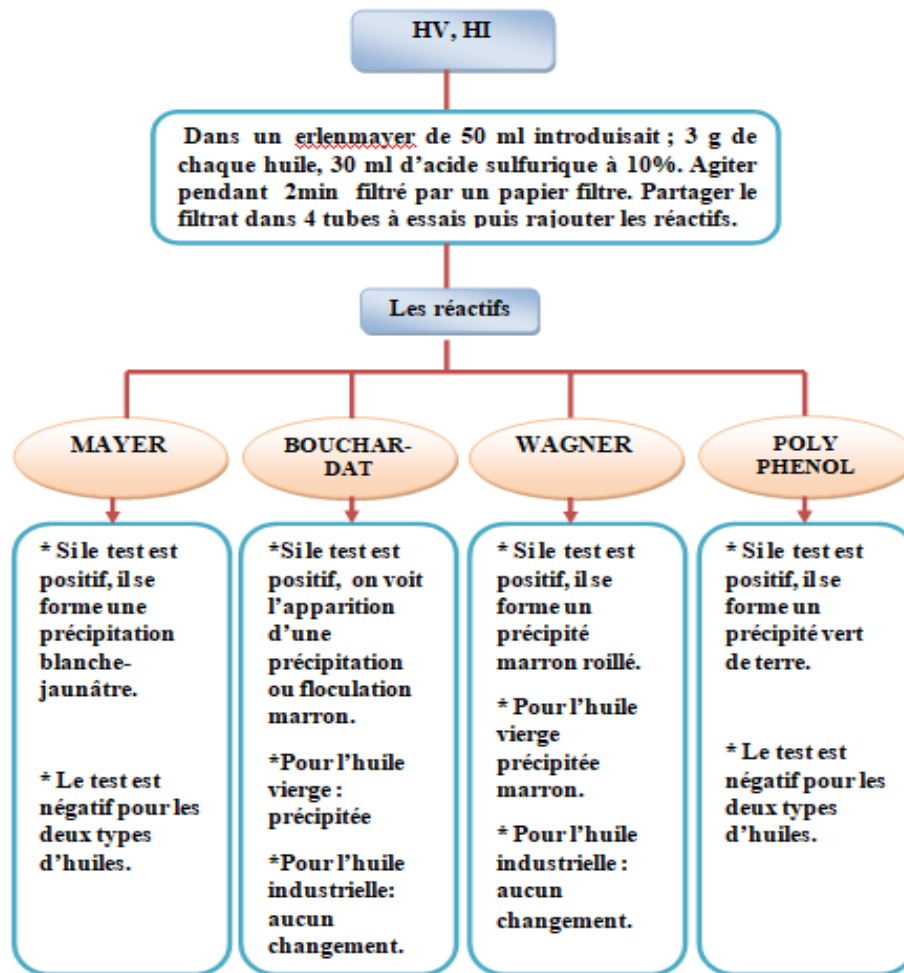 HV, HI
Dans un erlenmayer de 50 ml introduisait ; 3 g de
chaque huile, 30 ml d'acide sulfurique à 10%. Agiter
pendant 2min filtré par un papier filtre. Partager le
filtrat dans 4 tubes à essais puis rajouter les réactifs.
Les réactifs
MAYER
* Si le test est
positif, il se
forme une
précipitation
blanche-
jaunâtre.
* Le test est
négatif pour les
deux types
d'huiles.
BOUCHAR-
DAT
*Si le test est
positif, on voit
l'apparition
d'une
précipitation
ou floculation
marron.
*Pour l'huile
vierge :
précipitée
*Pour l'huile
industrielle:
aucun
changement.
WAGNER
* Si le test est
positif, il se
forme un
précipité
marron roillé.
* Pour l'huile
vierge
précipitée
marron.
* Pour l'huile
industrielle :
aucun
changement.
POLY
PHENOL
* Si le test est
positif, il se
forme un
précipité vert
de terre.
* Le test est
négatif pour les
deux types
d'huiles.